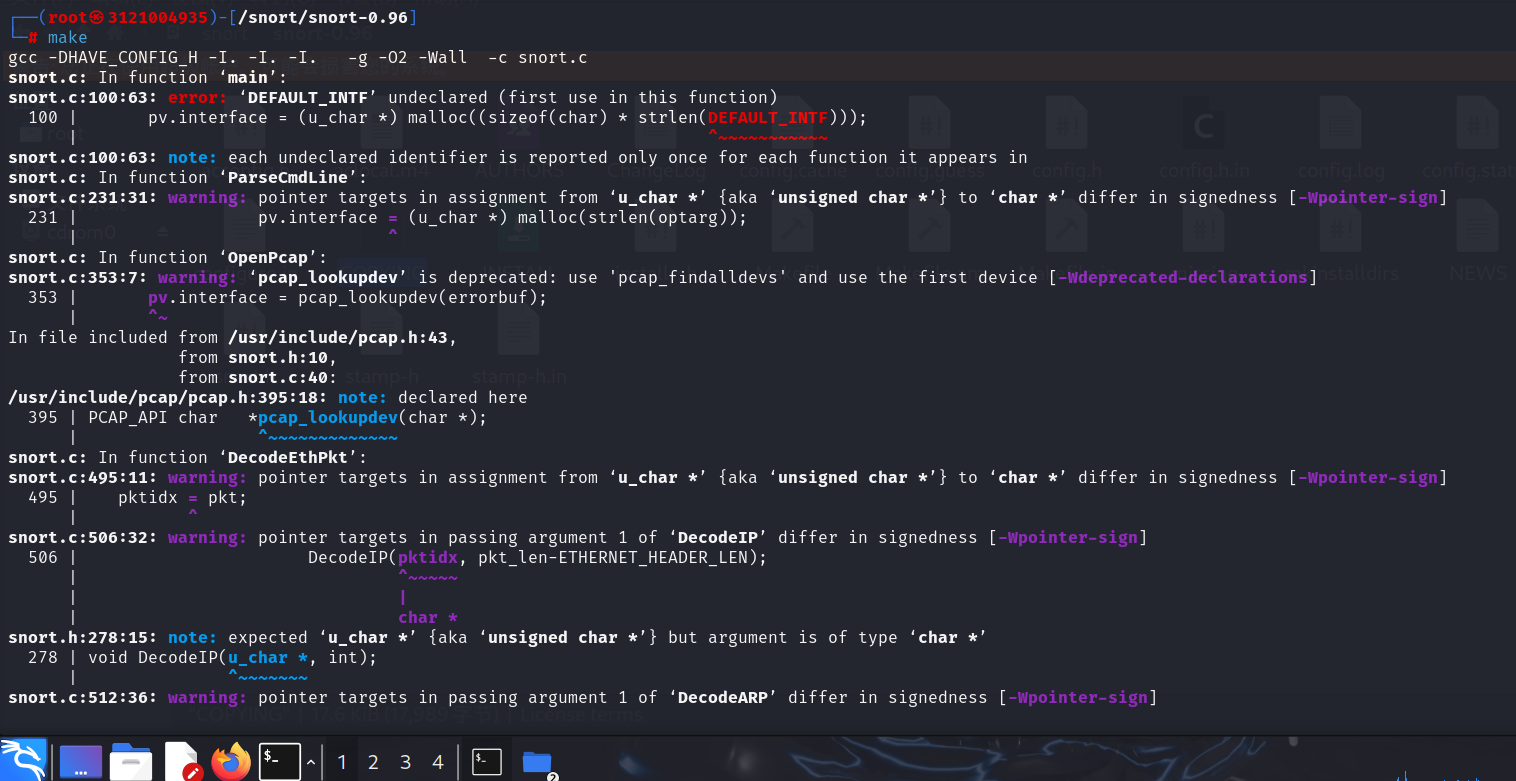 ┌──(root㉿3121004935)-[/snort/snort-0.96]
└─# make
gcc -DHAVE_CONFIG_H -I. -I. -I.   -g -O2 -Wall  -c snort.c
snort.c: In function ‘main’:
snort.c:100:63: error: ‘DEFAULT_INTF’ undeclared (first use in this function)
  100 |       pv.interface = (u_char *) malloc((sizeof(char) * strlen(DEFAULT_INTF)));
      |                                                               ^~~~~~~~~~~~
snort.c:100:63: note: each undeclared identifier is reported only once for each function it appears in
snort.c: In function ‘ParseCmdLine’:
snort.c:231:31: warning: pointer targets in assignment from ‘u_char *’ {aka ‘unsigned char *’} to ‘char *’ differ in signedness [-Wpointer-sign]
  231 |                  pv.interface = (u_char *) malloc(strlen(optarg));
      |                               ^
snort.c: In function ‘OpenPcap’:
snort.c:353:7: warning: ‘pcap_lookupdev’ is deprecated: use 'pcap_findalldevs' and use the first device [-Wdeprecated-declarations]
  353 |       pv.interface = pcap_lookupdev(errorbuf);
      |       ^~
In file included from /usr/include/pcap.h:43,
                 from snort.h:10,
                 from snort.c:40:
/usr/include/pcap/pcap.h:395:18: note: declared here
  395 | PCAP_API char   *pcap_lookupdev(char *);
      |                  ^~~~~~~~~~~~~~
snort.c: In function ‘DecodeEthPkt’:
snort.c:495:11: warning: pointer targets in assignment from ‘u_char *’ {aka ‘unsigned char *’} to ‘char *’ differ in signedness [-Wpointer-sign]
  495 |    pktidx = pkt;
      |           ^
snort.c:506:32: warning: pointer targets in passing argument 1 of ‘DecodeIP’ differ in signedness [-Wpointer-sign]
  506 |                       DecodeIP(pktidx, pkt_len-ETHERNET_HEADER_LEN);
      |                                ^~~~~~
      |                                |
      |                                char *
snort.h:278:15: note: expected ‘u_char *’ {aka ‘unsigned char *’} but argument is of type ‘char *’
  278 | void DecodeIP(u_char *, int);
      |               ^~~~~~~~
snort.c:512:36: warning: pointer targets in passing argument 1 of ‘DecodeARP’ differ in signedness [-Wpointer-sign]
1 2 3 4
2